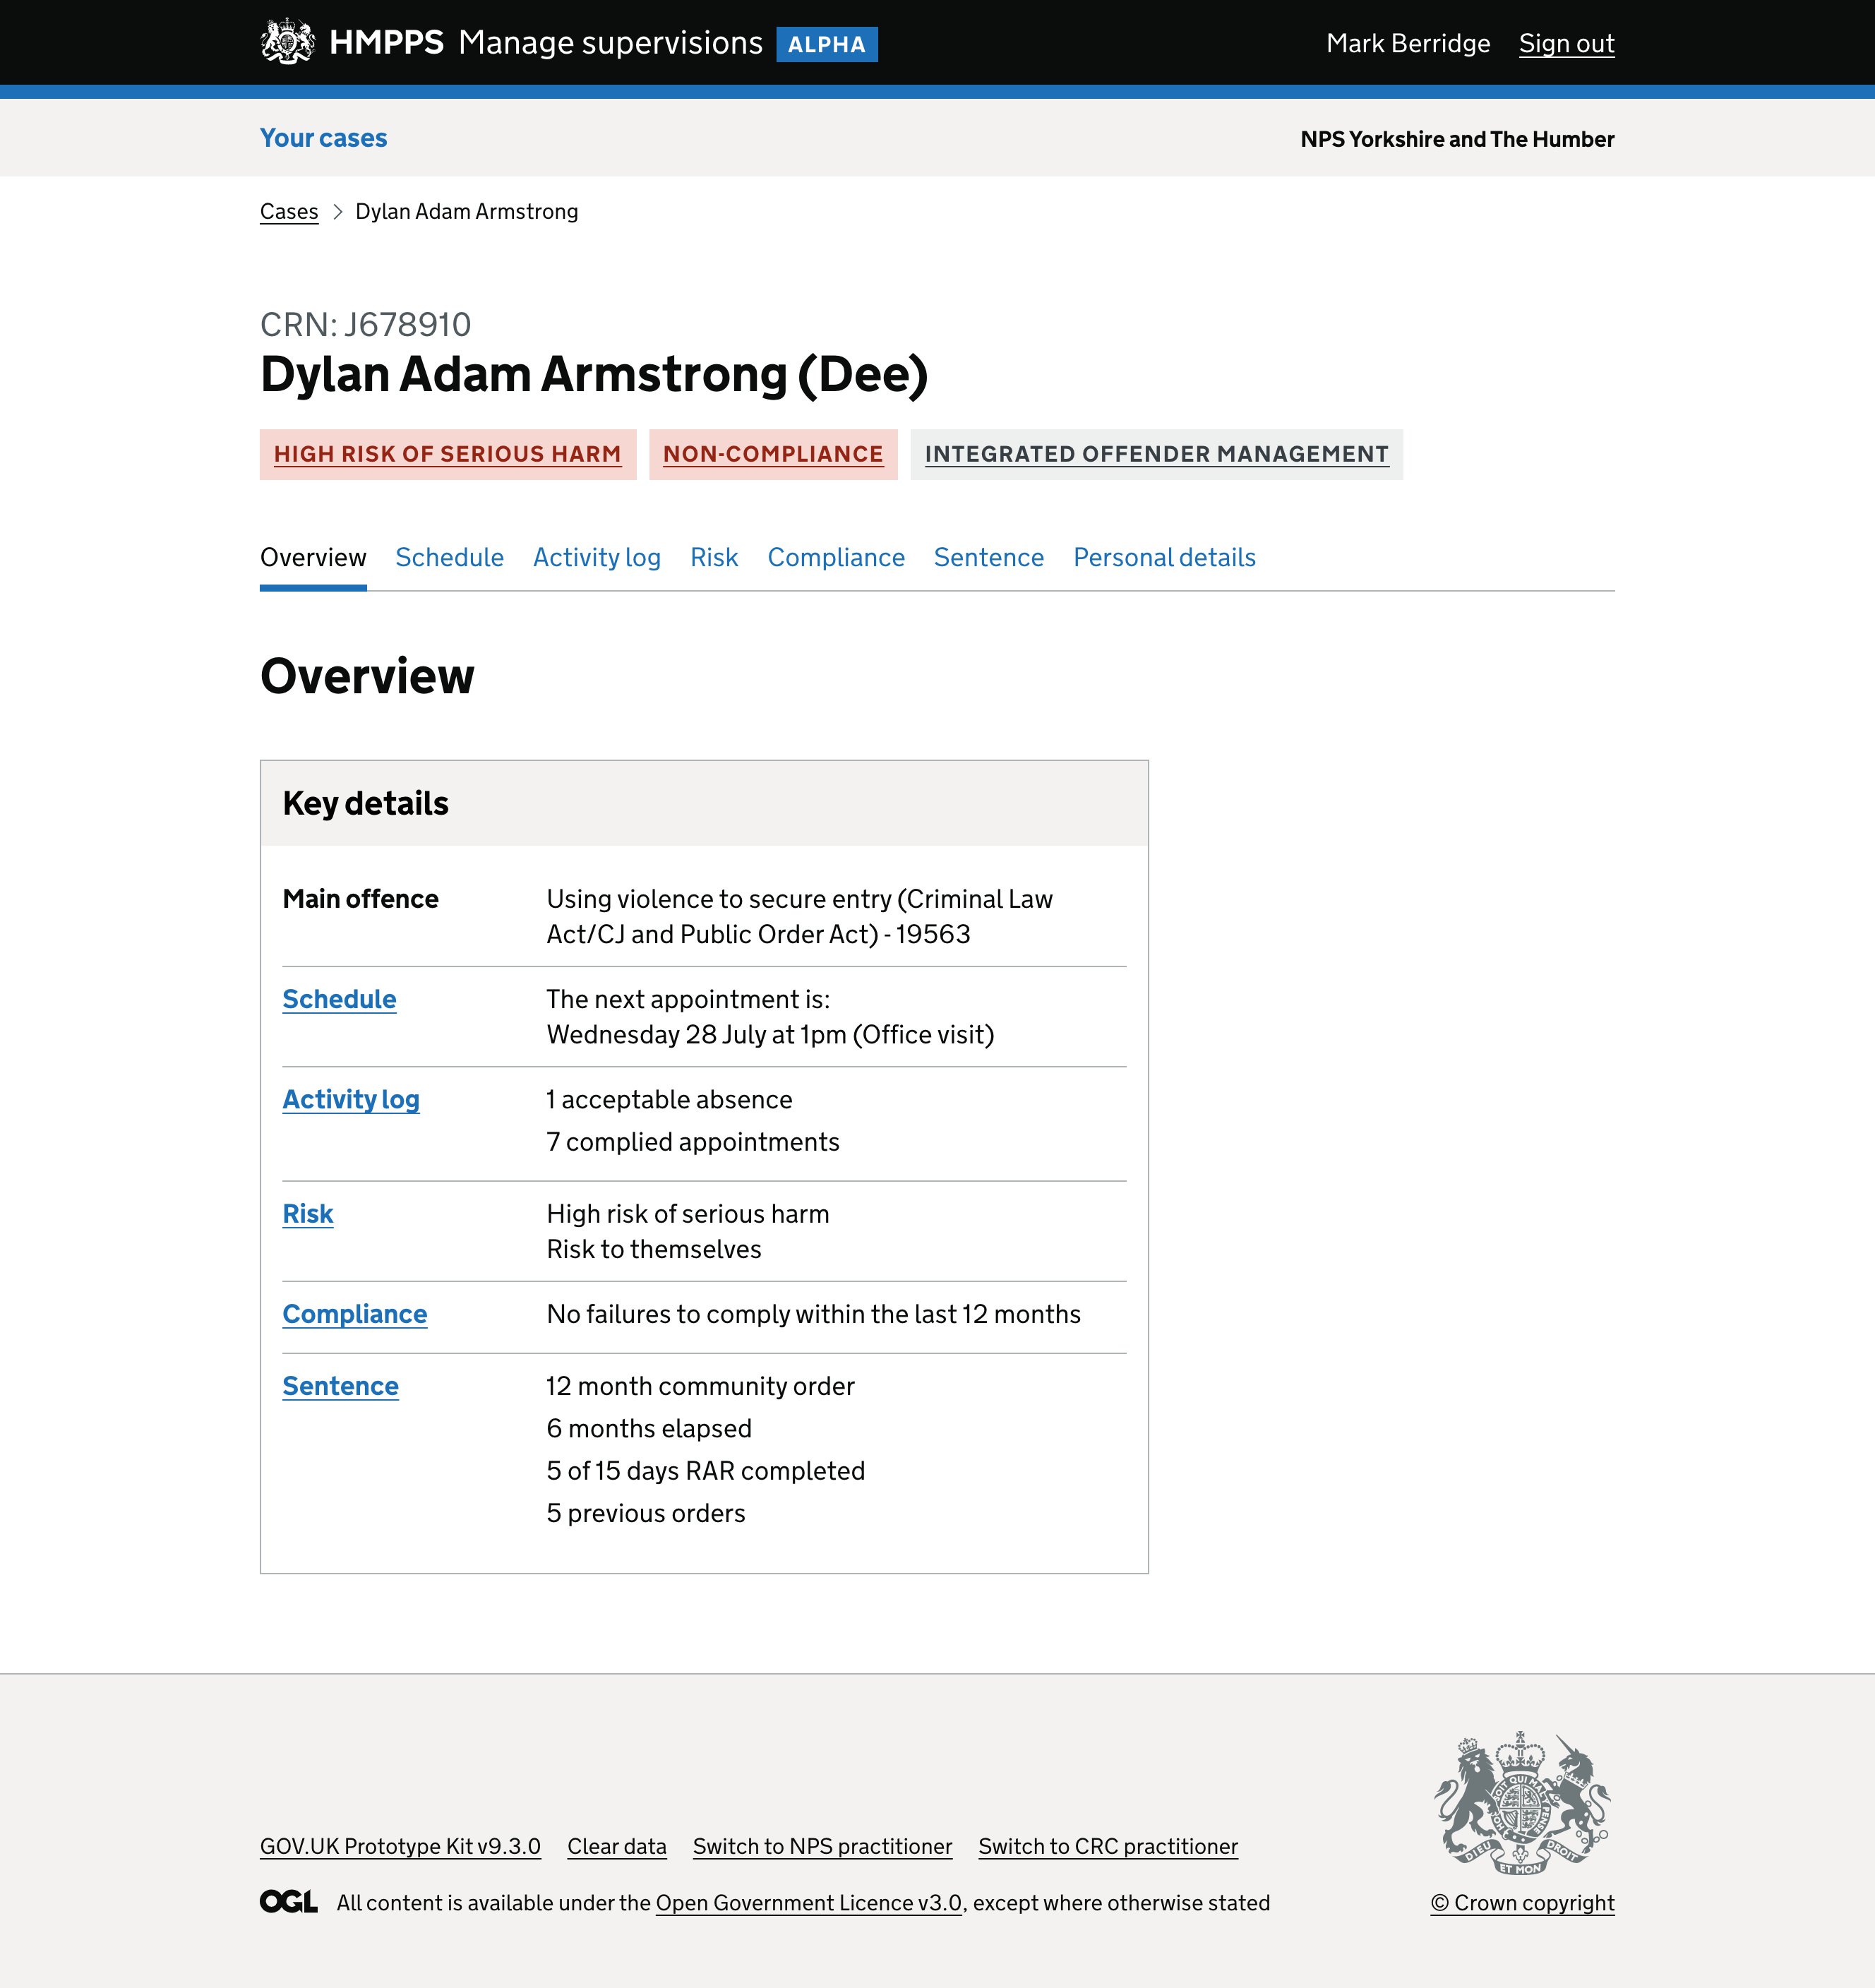 HMPPS Manage supervisions ALPHA
Mark Berridge Sign out
Your cases
NPS Yorkshire and The Humber
Cases
Dylan Adam Armstrong
CRN: J678910
Dylan Adam Armstrong (Dee)
HIGH RISK OF SERIOUS HARM
NON-COMPLIANCE
INTEGRATED OFFENDER MANAGEMENT
Overview Schedule Activity log Risk Compliance Sentence Personal details
Overview
Key details
Main offence
Using violence to secure entry (Criminal Law
Act/CJ and Public Order Act) - 19563
Schedule
The next appointment is:
Wednesday 28 July at 1pm (Office visit)
Activity log
1 acceptable absence
7 complied appointments
Risk
High risk of serious harm
Risk to themselves
Compliance
No failures to comply within the last 12 months
Sentence
12 month community order
6 months elapsed
5 of 15 days RAR completed
5 previous orders
GOV.UK Prototype Kit v9.3.0 Clear data Switch to NPS practitioner Switch to CRC practitioner
OGL All content is available under the Open Government Licence v3.0, except where otherwise stated
DIEU ET MON DROIT
© Crown copyright